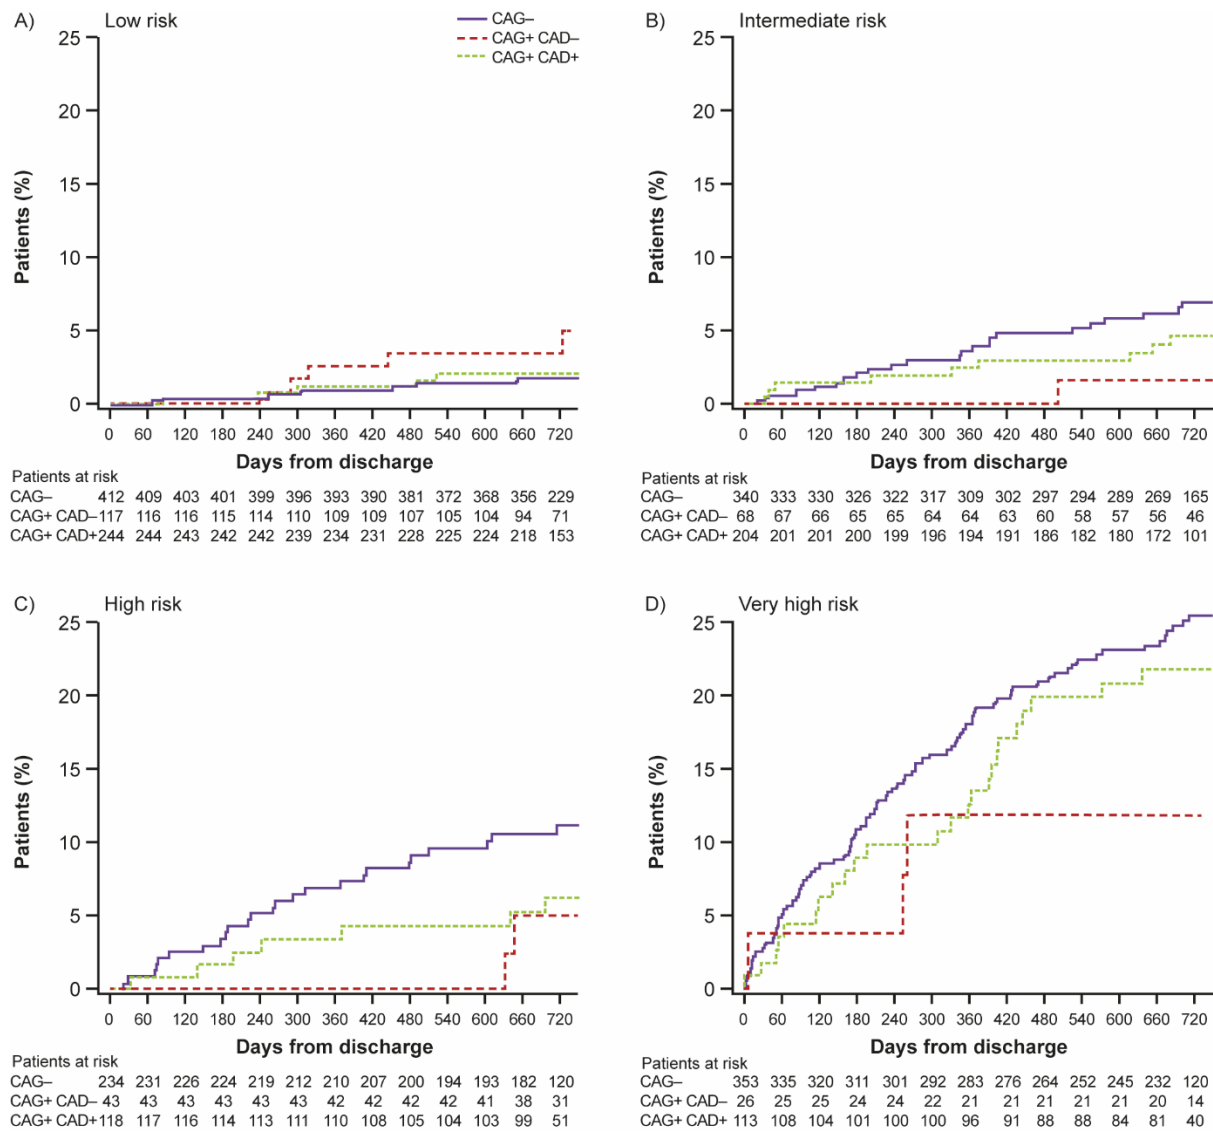 A) Low risk
CAG–
CAG+ CAD–
CAG+ CAD+
25
20
15
10
5
0
Patients (%)
0 60 120 180 240 300 360 420 480 540 600 660 720
Days from discharge
Patients at risk
CAG– 412 409 403 401 399 396 393 390 381 372 368 356 229
CAG+ CAD– 117 116 116 115 114 110 109 109 107 105 104 94 71
CAG+ CAD+ 244 244 243 242 242 239 234 231 228 225 224 218 153
B) Intermediate risk
25
20
15
10
5
0
Patients (%)
0 60 120 180 240 300 360 420 480 540 600 660 720
Days from discharge
Patients at risk
CAG– 340 333 330 326 322 317 309 302 297 294 289 269 165
CAG+ CAD– 68 67 66 65 65 64 64 63 60 58 57 56 46
CAG+ CAD+ 204 201 201 200 199 196 194 191 186 182 180 172 101
C) High risk
25
20
15
10
5
0
Patients (%)
0 60 120 180 240 300 360 420 480 540 600 660 720
Days from discharge
Patients at risk
CAG– 234 231 226 224 219 212 210 207 200 194 193 182 120
CAG+ CAD– 43 43 43 43 43 43 42 42 42 42 41 38 31
CAG+ CAD+ 118 117 116 114 113 111 110 108 105 104 103 99 51
D) Very high risk
25
20
15
10
5
0
Patients (%)
0 60 120 180 240 300 360 420 480 540 600 660 720
Days from discharge
Patients at risk
CAG– 353 335 320 311 301 292 283 276 264 252 245 232 120
CAG+ CAD– 26 25 25 24 24 22 21 21 21 21 21 20 14
CAG+ CAD+ 113 108 104 101 100 100 96 91 88 88 84 81 40